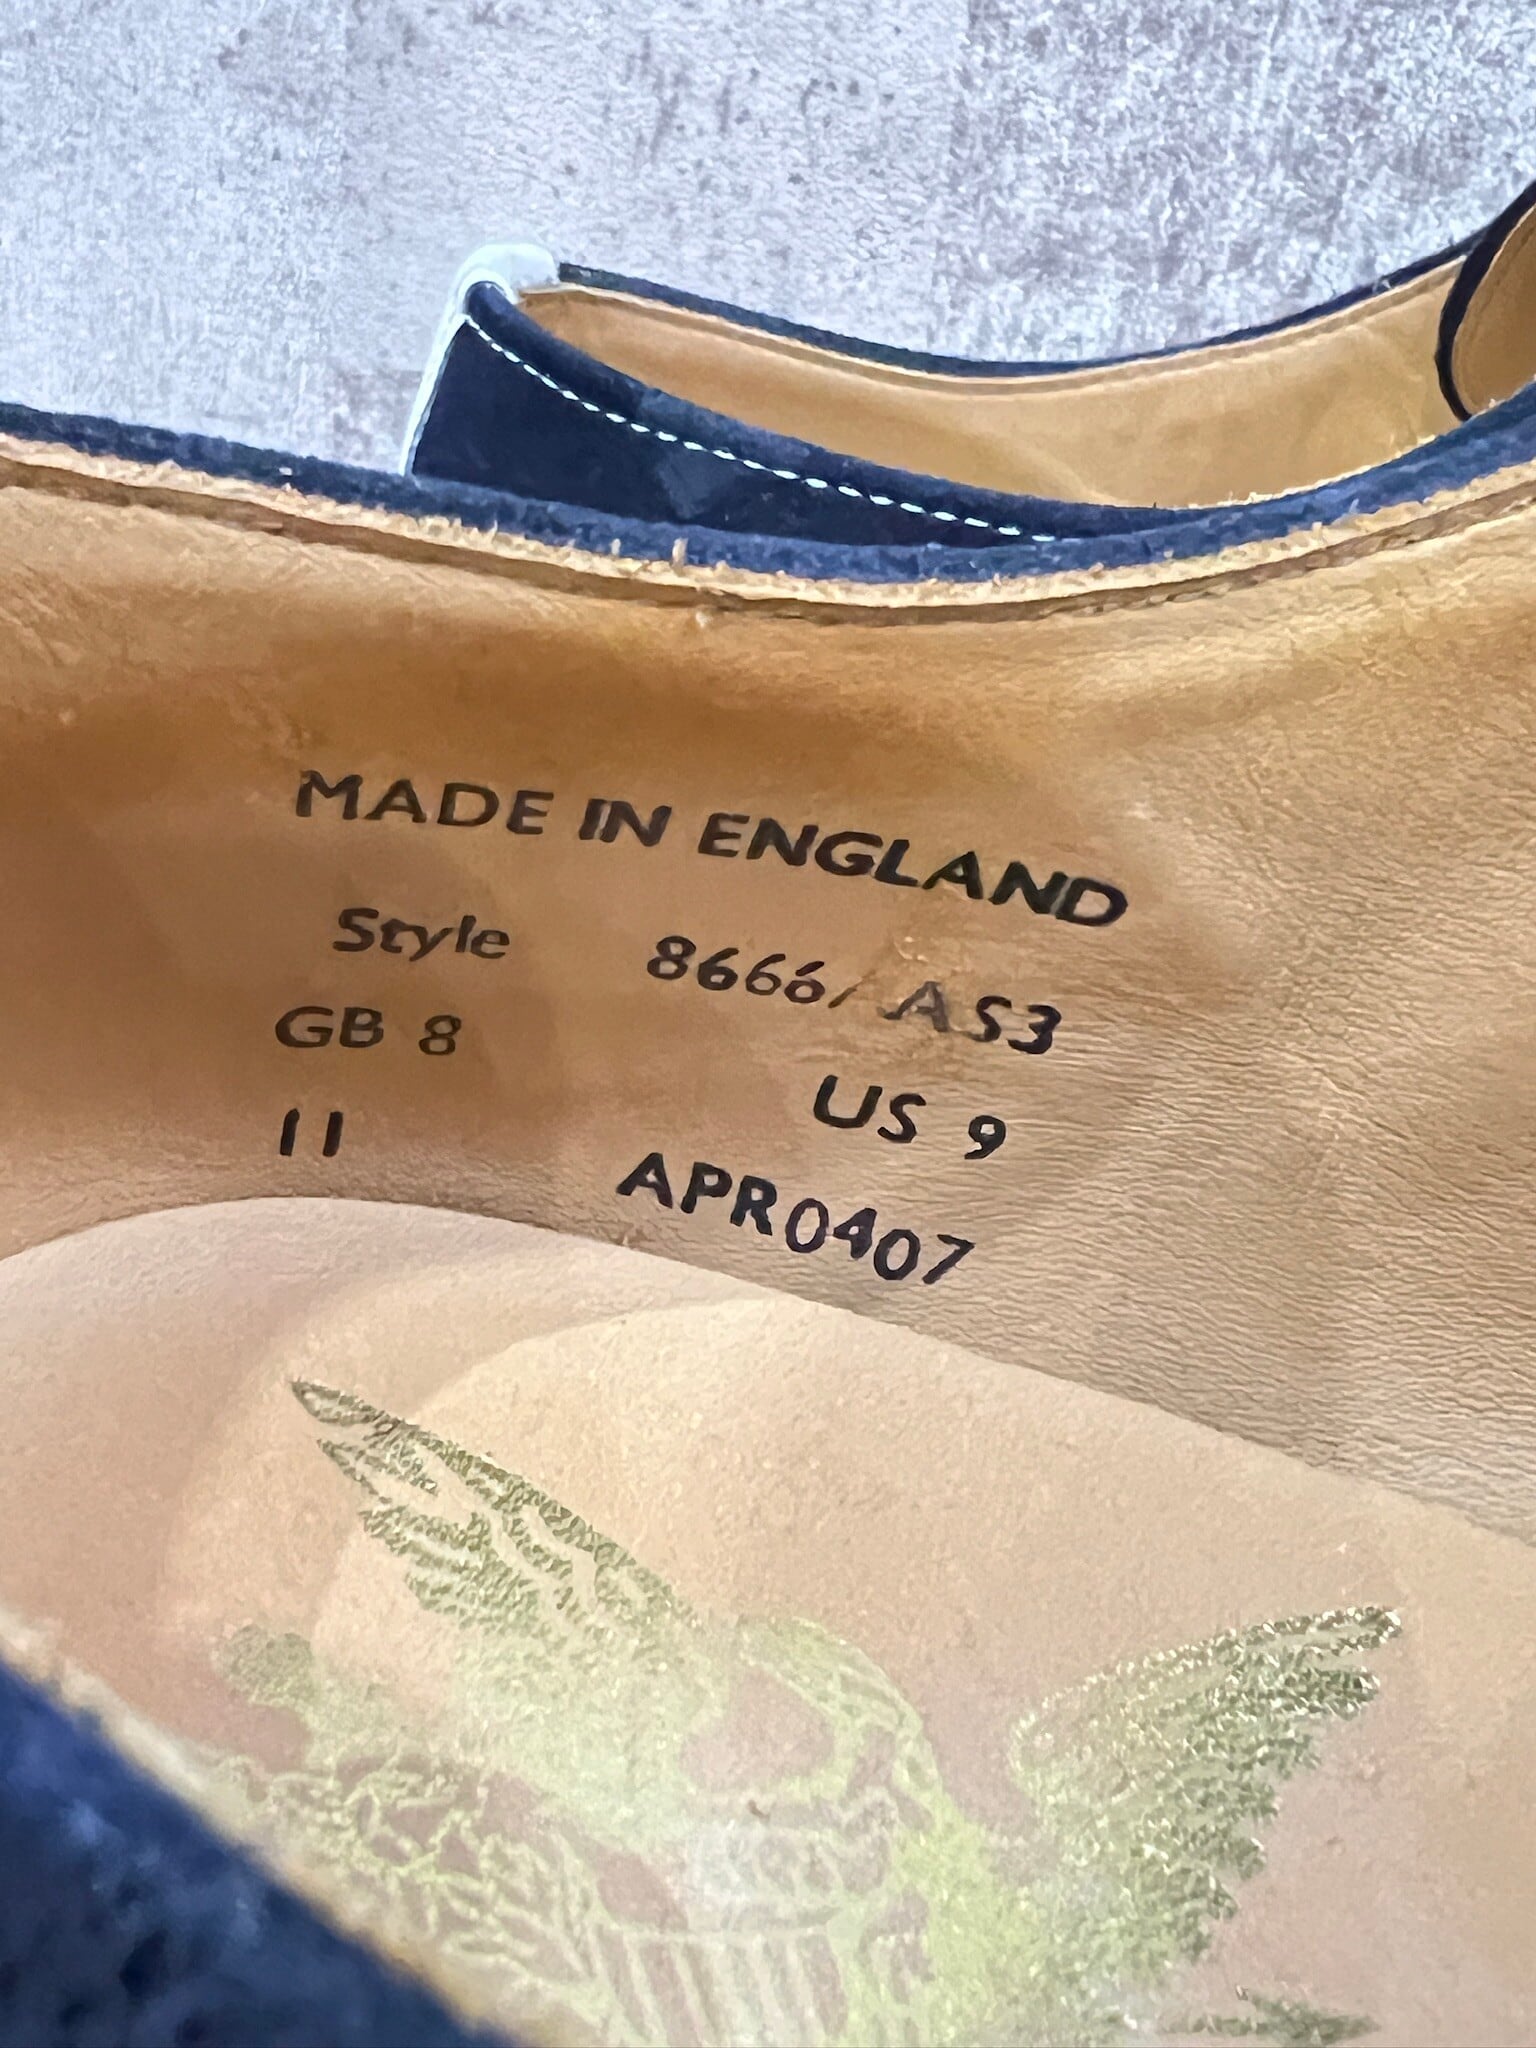 MADE IN ENGLAND
Style 8666/ AS3
GB 8 US 9
11 APR0407